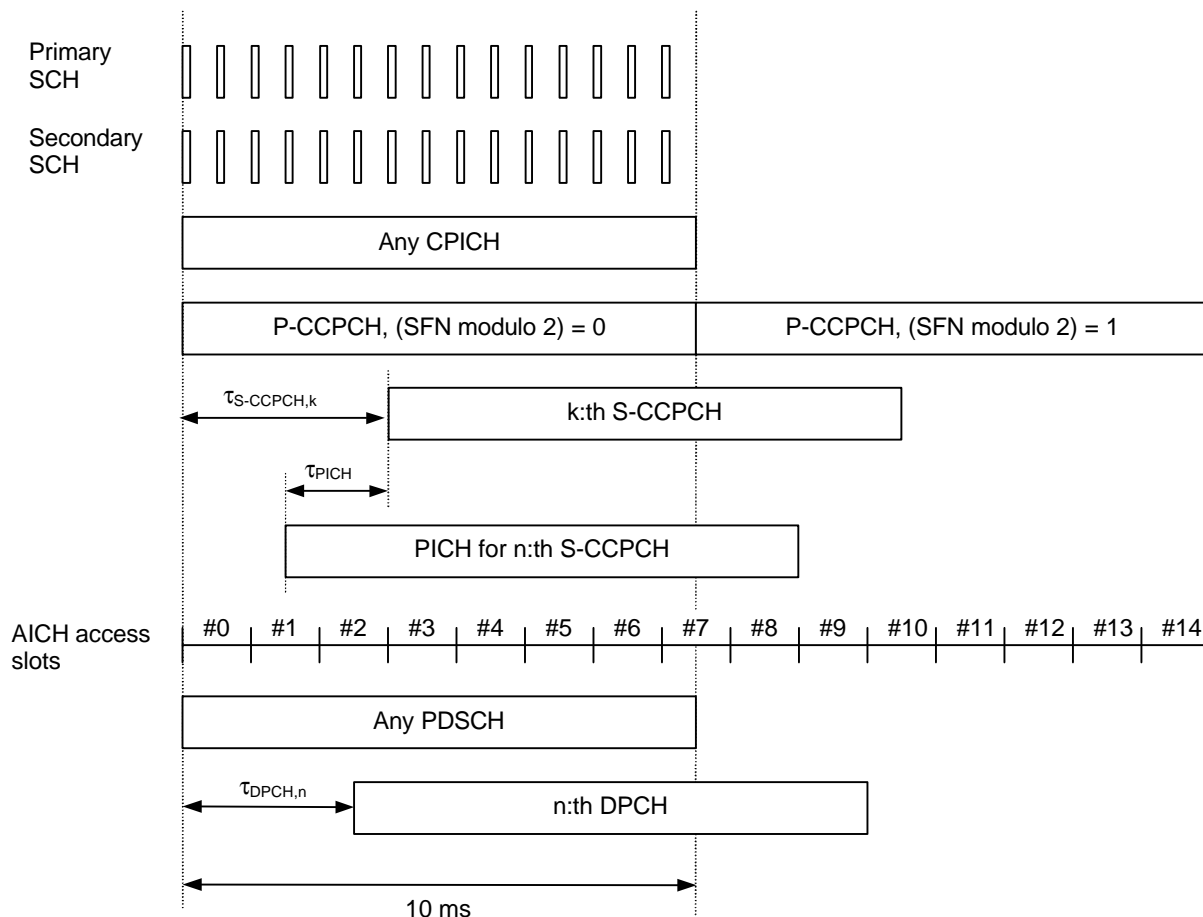 Primary
SCH
Secondary
SCH
Any CPICH
P-CCPCH, (SFN modulo 2) = 0 P-CCPCH, (SFN modulo 2) = 1
τS-CCPCH,k
k:th S-CCPCH
τPICH
PICH for n:th S-CCPCH
AICH access
slots
#0 #1 #2 #3 #4 #5 #6 #7 #8 #9 #10 #11 #12 #13 #14
Any PDSCH
τDPCH,n
n:th DPCH
10 ms